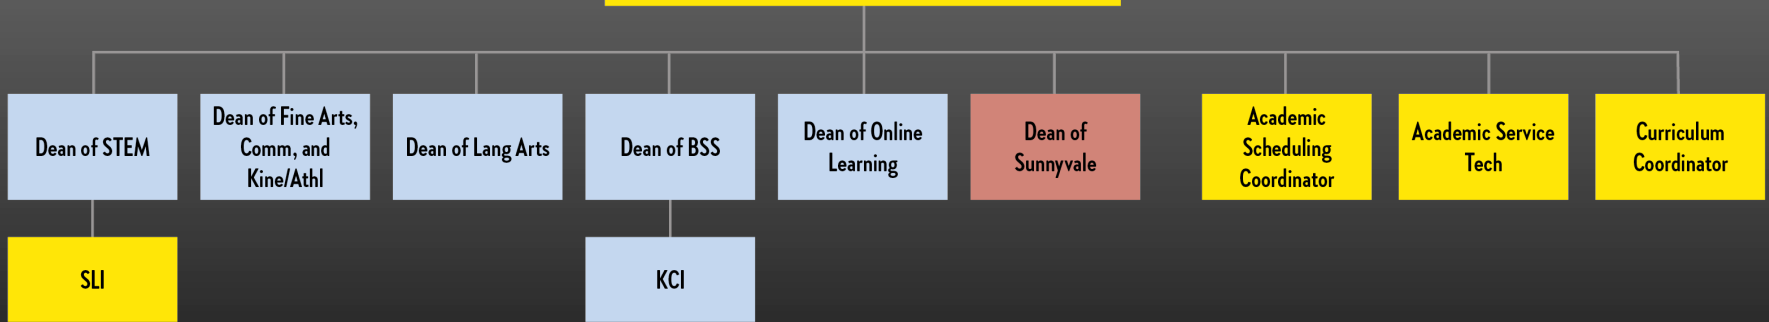 Dean of STEM
Dean of Fine Arts,
Comm, and
Kine/Athl
Dean of Lang Arts
Dean of BSS
Dean of Online
Learning
Dean of
Sunnyvale
Academic
Scheduling
Coordinator
Academic Service
Tech
Curriculum
Coordinator
SLI
KCI